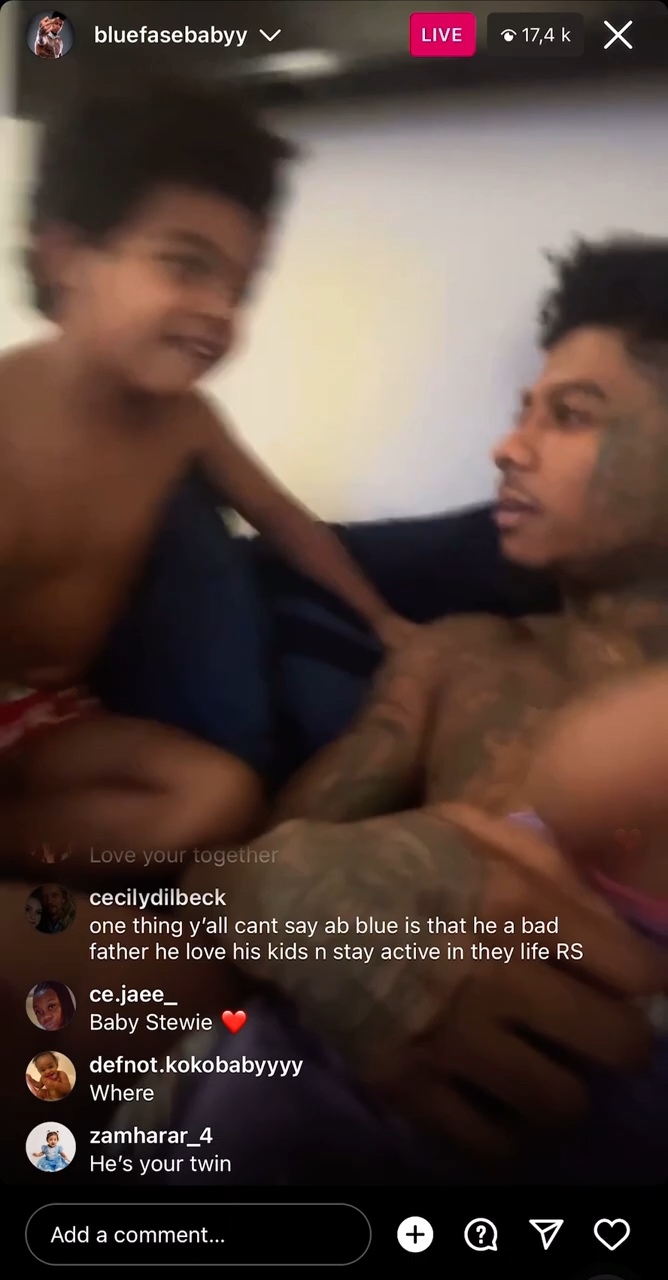 bluefasebabyy
LIVE
17,4 k
Love your together
cecilydilbeck
one thing y'all cant say ab blue is that he a bad
father he love his kids n stay active in they life RS
ce.jaee_
Baby Stewie ❤️
defnot.kokobabyyyy
Where
zamharar_4
He's your twin
Add a comment...